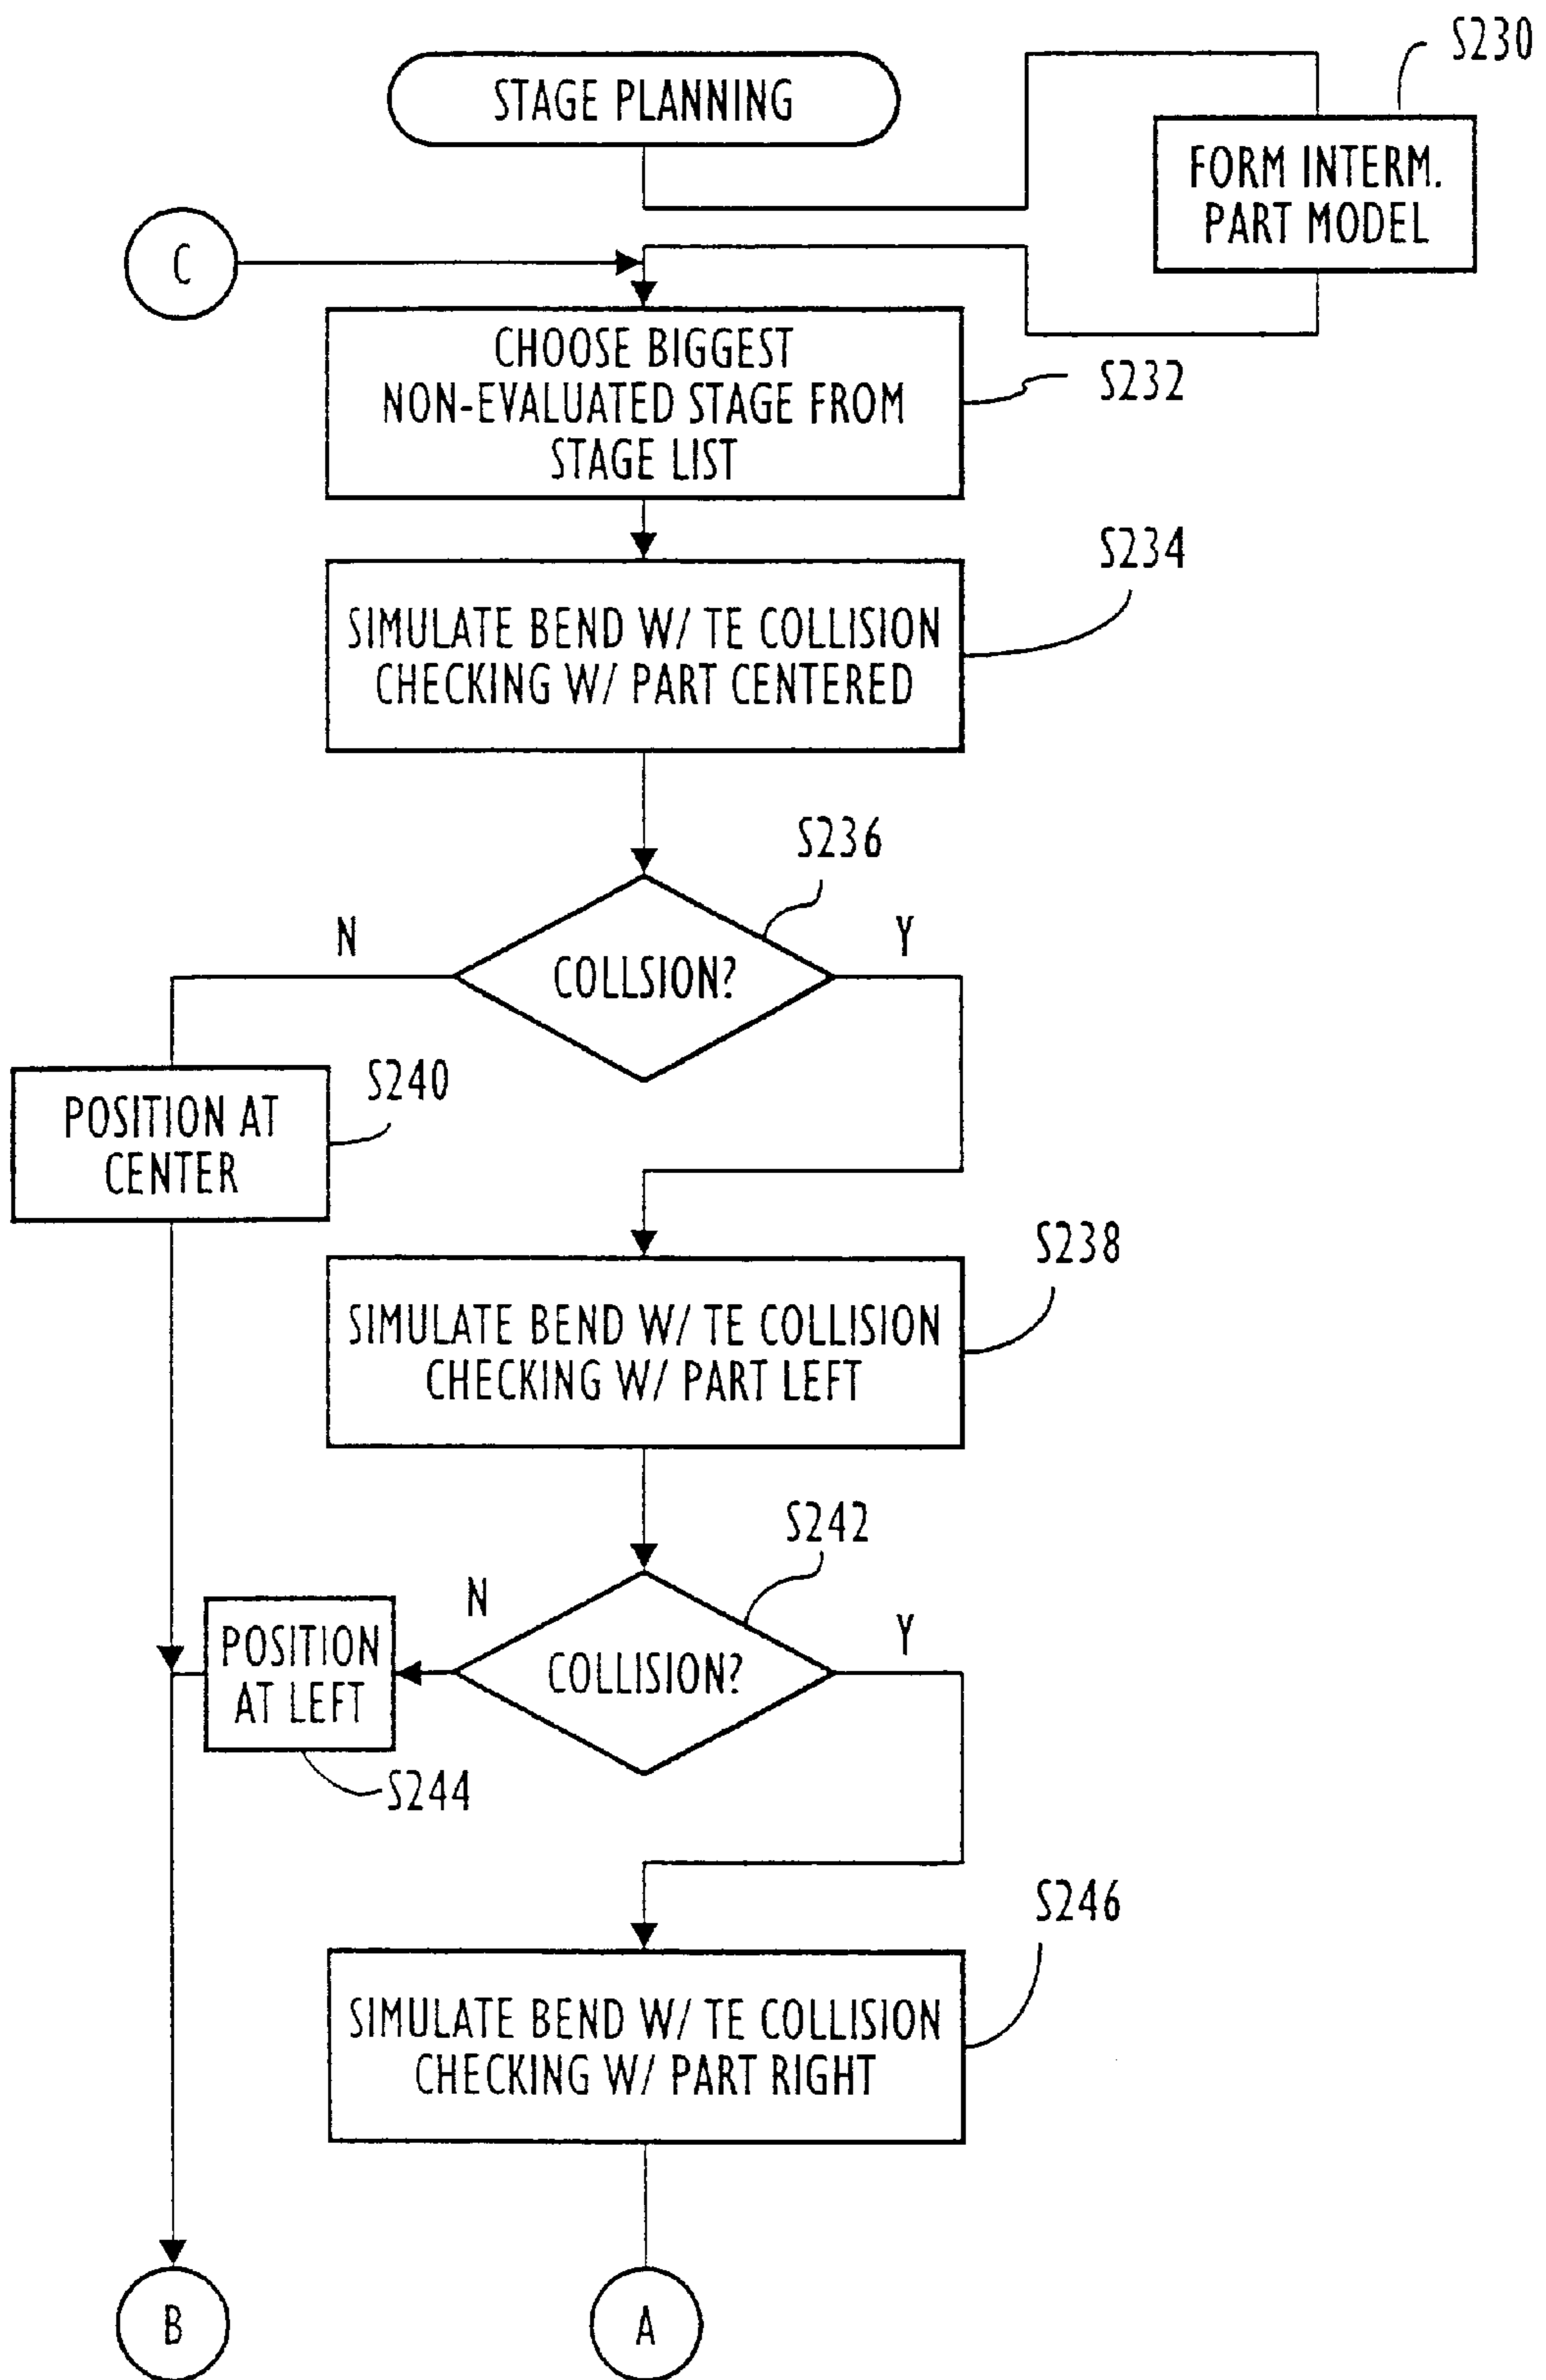 S230
STAGE PLANNING
FORM INTERM.
PART MODEL
C
CHOOSE BIGGEST
NON-EVALUATED STAGE FROM
STAGE LIST
S232
S234
SIMULATE BEND W/ TE COLLISION
CHECKING W/ PART CENTERED
S236
N
Y
COLLSION?
S240
POSITION AT
CENTER
S238
SIMULATE BEND W/ TE COLLISION
CHECKING W/ PART LEFT
S242
N
Y
POSITION
AT LEFT
COLLISION?
S244
S246
SIMULATE BEND W/ TE COLLISION
CHECKING W/ PART RIGHT
B
A